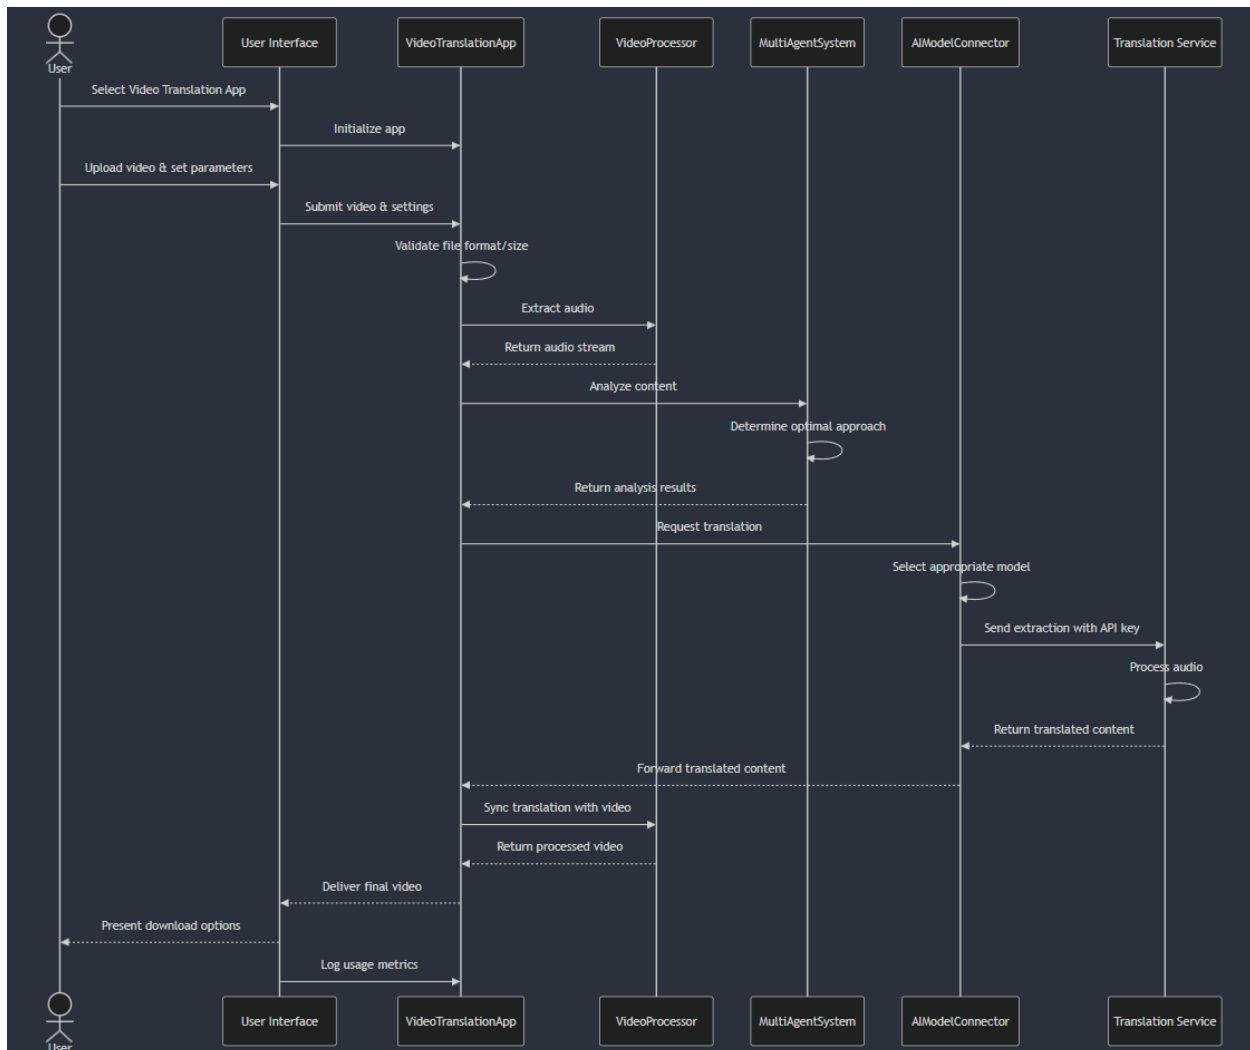 User
User Interface
VideoTranslationApp
VideoProcessor
MultiAgentSystem
AIModelConnector
Translation Service
Select Video Translation App
Initialize app
Upload video & set parameters
Submit video & settings
Validate file format/size
Extract audio
Return audio stream
Analyze content
Determine optimal approach
Return analysis results
Request translation
Select appropriate model
Send extraction with API key
Process audio
Return translated content
Forward translated content
Sync translation with video
Return processed video
Deliver final video
Present download options
Log usage metrics
User Interface
VideoTranslationApp
VideoProcessor
MultiAgentSystem
AIModelConnector
Translation Service
User